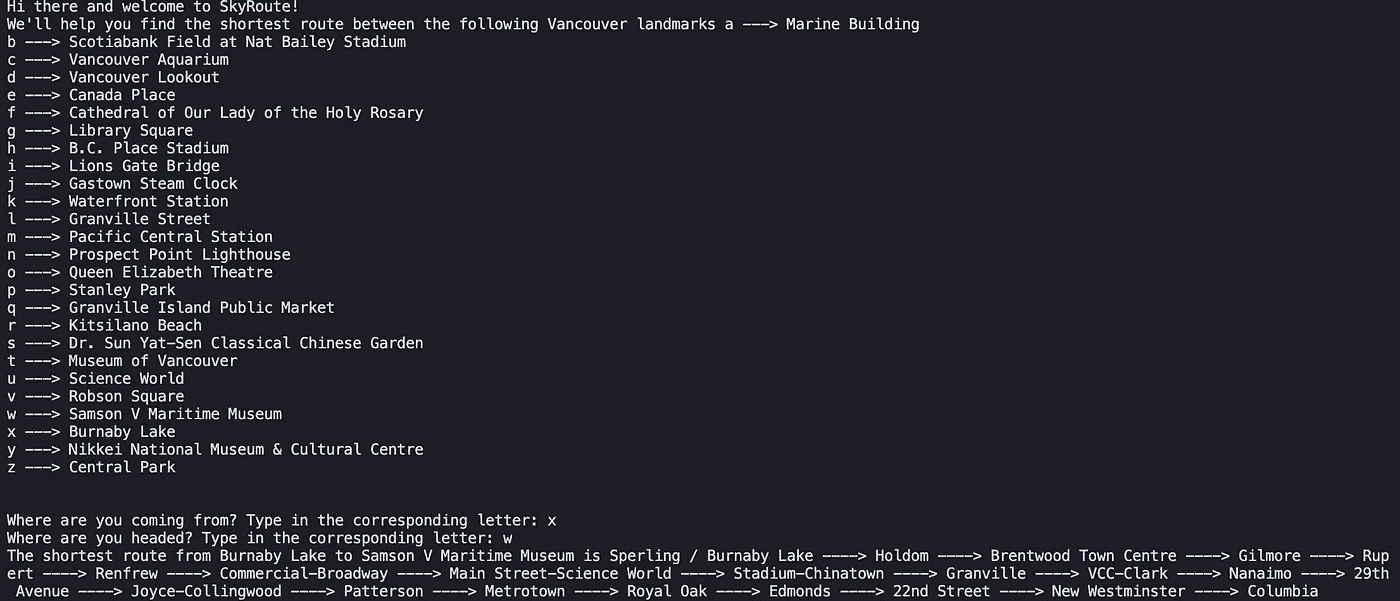 Hi there and welcome to SkyRoute!
We'll help you find the shortest route between the following Vancouver landmarks a ---> Marine Building
b ---> Scotiabank Field at Nat Bailey Stadium
c ---> Vancouver Aquarium
d ---> Vancouver Lookout
e ---> Canada Place
f ---> Cathedral of Our Lady of the Holy Rosary
g ---> Library Square
h ---> B.C. Place Stadium
i ---> Lions Gate Bridge
j ---> Gastown Steam Clock
k ---> Waterfront Station
l ---> Granville Street
m ---> Pacific Central Station
n ---> Prospect Point Lighthouse
o ---> Queen Elizabeth Theatre
p ---> Stanley Park
q ---> Granville Island Public Market
r ---> Kitsilano Beach
s ---> Dr. Sun Yat-Sen Classical Chinese Garden
t ---> Museum of Vancouver
u ---> Science World
v ---> Robson Square
w ---> Samson V Maritime Museum
x ---> Burnaby Lake
y ---> Nikkei National Museum & Cultural Centre
z ---> Central Park
Where are you coming from? Type in the corresponding letter: x
Where are you headed? Type in the corresponding letter: w
The shortest route from Burnaby Lake to Samson V Maritime Museum is Sperling / Burnaby Lake ----> Holdom ----> Brentwood Town Centre ----> Gilmore ----> Rup
ert ----> Renfrew ----> Commercial-Broadway ----> Main Street-Science World ----> Stadium-Chinatown ----> Granville ----> VCC-Clark ----> Nanaimo ----> 29th
Avenue ----> Joyce-Collingwood ----> Patterson ----> Metrotown ----> Royal Oak ----> Edmonds ----> 22nd Street ----> New Westminster ----> Columbia